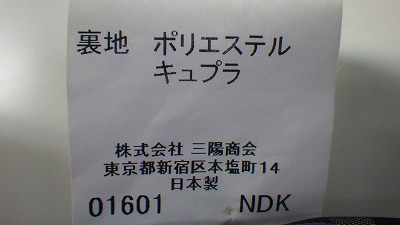 裏地　ポリエステル
キュプラ
株式会社 三陽商会
東京都新宿区本塩町14
日本製
01601　NDK